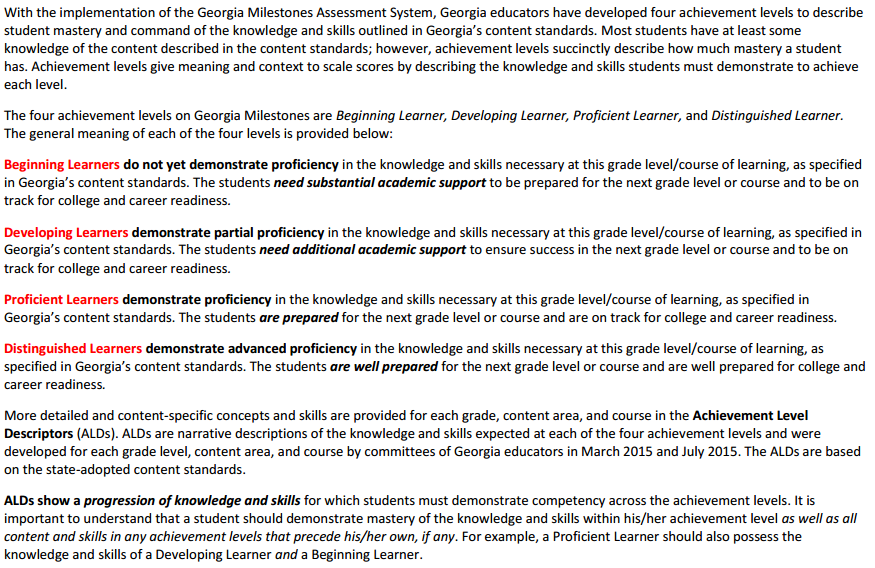 With the implementation of the Georgia Milestones Assessment System, Georgia educators have developed four achievement levels to describe
student mastery and command of the knowledge and skills outlined in Georgia's content standards. Most students have at least some
knowledge of the content described in the content standards; however, achievement levels succinctly describe how much mastery a student
has. Achievement levels give meaning and context to scale scores by describing the knowledge and skills students must demonstrate to achieve
each level.
The four achievement levels on Georgia Milestones are Beginning Learner, Developing Learner, Proficient Learner, and Distinguished Learner.
The general meaning of each of the four levels is provided below:
Beginning Learners do not yet demonstrate proficiency in the knowledge and skills necessary at this grade level/course of learning, as specified
in Georgia's content standards. The students need substantial academic support to be prepared for the next grade level or course and to be on
track for college and career readiness.
Developing Learners demonstrate partial proficiency in the knowledge and skills necessary at this grade level/course of learning, as specified in
Georgia's content standards. The students need additional academic support to ensure success in the next grade level or course and to be on
track for college and career readiness.
Proficient Learners demonstrate proficiency in the knowledge and skills necessary at this grade level/course of learning, as specified in
Georgia's content standards. The students are prepared for the next grade level or course and are on track for college and career readiness.
Distinguished Learners demonstrate advanced proficiency in the knowledge and skills necessary at this grade level/course of learning, as
specified in Georgia's content standards. The students are well prepared for the next grade level or course and are well prepared for college and
career readiness.
More detailed and content-specific concepts and skills are provided for each grade, content area, and course in the Achievement Level
Descriptors (ALDs). ALDs are narrative descriptions of the knowledge and skills expected at each of the four achievement levels and were
developed for each grade level, content area, and course by committees of Georgia educators in March 2015 and July 2015. The ALDs are based
on the state-adopted content standards.
ALDs show a progression of knowledge and skills for which students must demonstrate competency across the achievement levels. It is
important to understand that a student should demonstrate mastery of the knowledge and skills within his/her achievement level as well as all
content and skills in any achievement levels that precede his/her own, if any. For example, a Proficient Learner should also possess the
knowledge and skills of a Developing Learner and a Beginning Learner.